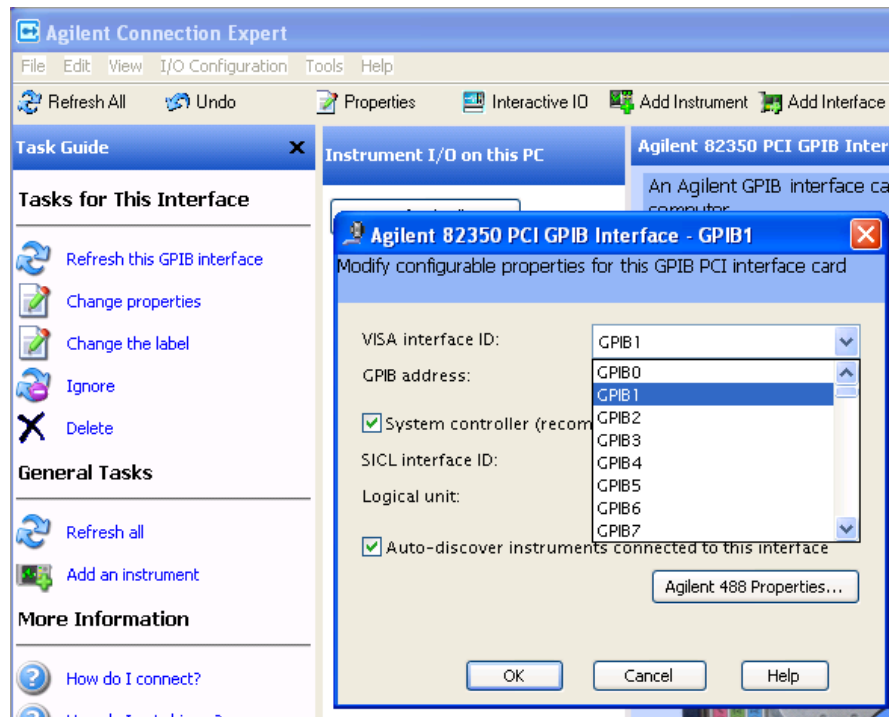 Agilent Connection Expert
File Edit View I/O Configuration Tools Help
Refresh All Undo Properties Interactive IO Add Instrument Add Interface
Task Guide
Tasks for This Interface
Refresh this GPIB interface
Change properties
Change the label
Ignore
Delete
General Tasks
Refresh all
Add an instrument
More Information
How do I connect?
Instrument I/O on this PC
Agilent 82350 PCI GPIB Inter
An Agilent GPIB interface ca
computer
Agilent 82350 PCI GPIB Interface - GPIB1
Modify configurable properties for this GPIB PCI interface card
VISA interface ID: GPIB1
GPIB address:
System controller (recom
SICL interface ID:
Logical unit:
GPIB0
GPIB1
GPIB2
GPIB3
GPIB4
GPIB5
GPIB6
GPIB7
Auto-discover instruments connected to this interface
Agilent 488 Properties...
OK Cancel Help